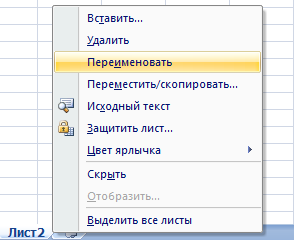 Вставить...
Удалить
Переименовать
Переместить/скопировать...
Исходный текст
Защитить лист...
Цвет ярлычка
Скрыть
Отобразить...
Выделить все листы
Лист2